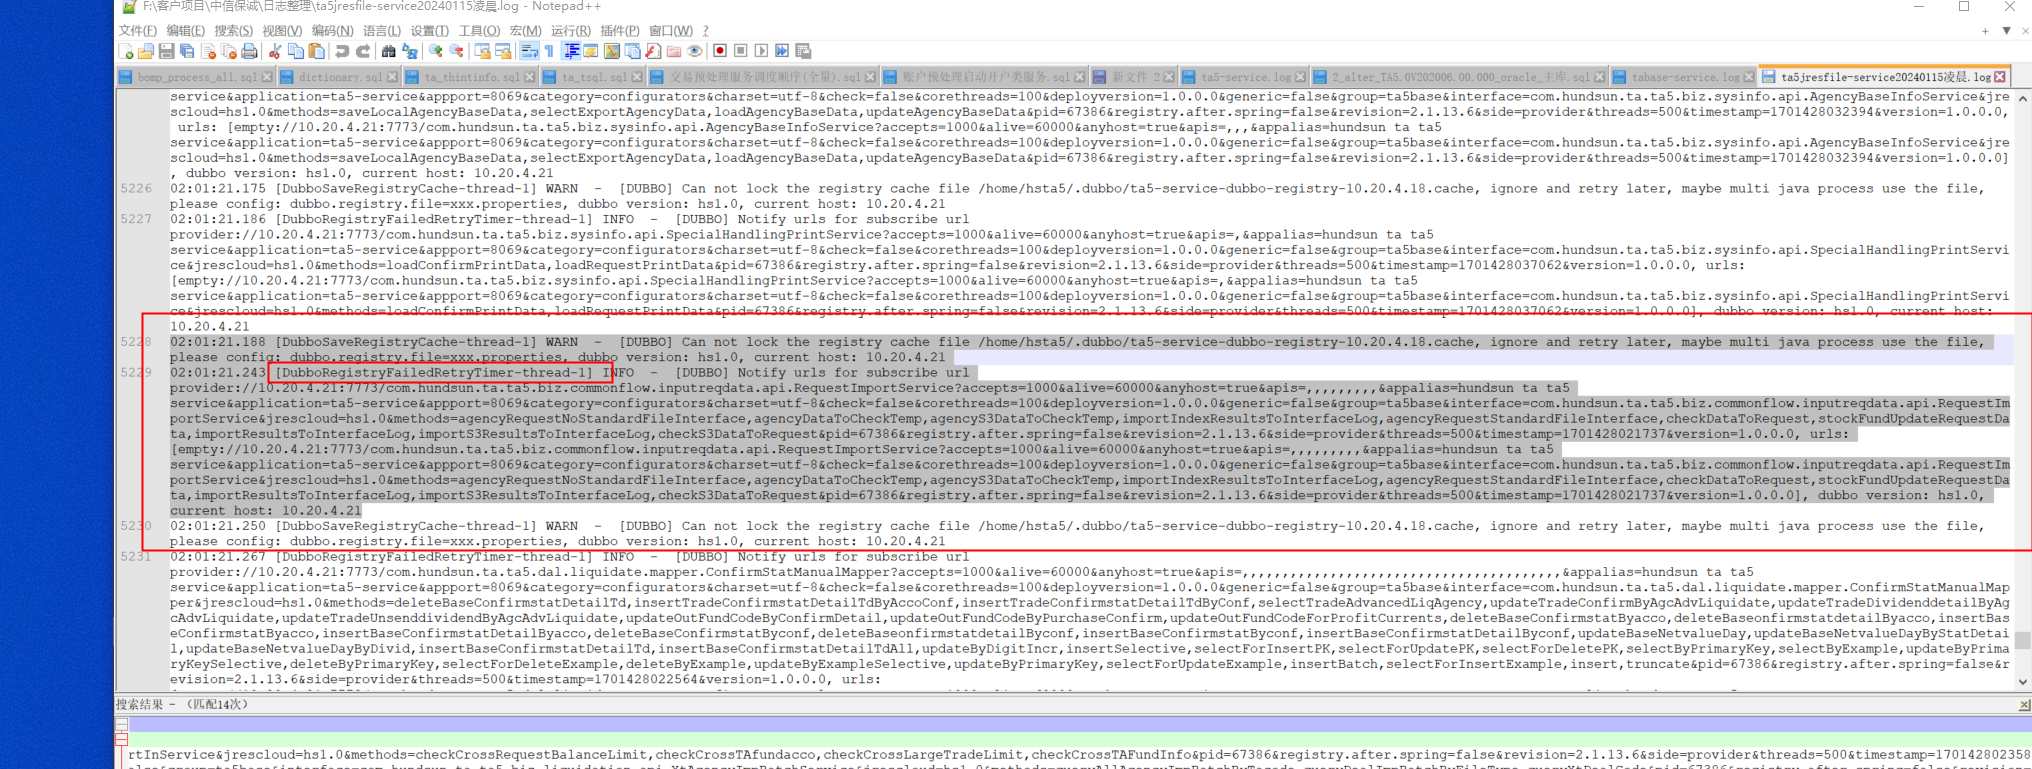 F:\客户项目\中信保诚\日志整理\ta5jresfile-service20240115凌晨.log - Notepad++
文件(F) 编辑(E) 搜索(S) 视图(V) 编码(N) 语言(L) 设置(T) 工具(O) 宏(M) 运行(R) 插件(P) 窗口(W) ?
bomp_process_all.sql dictionary.sql ta_thintinfo.sql ta_tsql.sql 交易预处理服务调度顺序(全量).sql 账户预处理启动开户类服务.sql 新文件 2 ta5-service.log 2_alter_TA5.0V202006.00.000_oracle_主库.sql tabase-service.log ta5jresfile-service20240115凌晨.log
service&application=ta5-service&appport=8069&category=configurators&charset=utf-8&check=false&corethreads=100&deployversion=1.0.0.0&generic=false&group=ta5base&interface=com.hundsun.ta.ta5.biz.sysinfo.api.AgencyBaseInfoService&jre
scloud=hs1.0&methods=saveLocalAgencyBaseData,selectExportAgencyData,loadAgencyBaseData,updateAgencyBaseData&pid=67386&registry.after.spring=false&revision=2.1.13.6&side=provider&threads=500&timestamp=1701428032394&version=1.0.0.0,
urls: [empty://10.20.4.21:7773/com.hundsun.ta.ta5.biz.sysinfo.api.AgencyBaseInfoService?accepts=1000&alive=60000&anyhost=true&apis=,,,&appalias=hundsun ta ta5
service&application=ta5-service&appport=8069&category=configurators&charset=utf-8&check=false&corethreads=100&deployversion=1.0.0.0&generic=false&group=ta5base&interface=com.hundsun.ta.ta5.biz.sysinfo.api.AgencyBaseInfoService&jre
scloud=hs1.0&methods=saveLocalAgencyBaseData,selectExportAgencyData,loadAgencyBaseData,updateAgencyBaseData&pid=67386&registry.after.spring=false&revision=2.1.13.6&side=provider&threads=500&timestamp=1701428032394&version=1.0.0.0]
, dubbo version: hs1.0, current host: 10.20.4.21
5226 02:01:21.175 [DubboSaveRegistryCache-thread-1] WARN - [DUBBO] Can not lock the registry cache file /home/hsta5/.dubbo/ta5-service-dubbo-registry-10.20.4.18.cache, ignore and retry later, maybe multi java process use the file,
please config: dubbo.registry.file=xxx.properties, dubbo version: hs1.0, current host: 10.20.4.21
5227 02:01:21.186 [DubboRegistryFailedRetryTimer-thread-1] INFO - [DUBBO] Notify urls for subscribe url
provider://10.20.4.21:7773/com.hundsun.ta.ta5.biz.sysinfo.api.SpecialHandlingPrintService?accepts=1000&alive=60000&anyhost=true&apis=,&appalias=hundsun ta ta5
service&application=ta5-service&appport=8069&category=configurators&charset=utf-8&check=false&corethreads=100&deployversion=1.0.0.0&generic=false&group=ta5base&interface=com.hundsun.ta.ta5.biz.sysinfo.api.SpecialHandlingPrintServi
ce&jrescloud=hs1.0&methods=loadConfirmPrintData,loadRequestPrintData&pid=67386&registry.after.spring=false&revision=2.1.13.6&side=provider&threads=500&timestamp=1701428037062&version=1.0.0.0, urls:
[empty://10.20.4.21:7773/com.hundsun.ta.ta5.biz.sysinfo.api.SpecialHandlingPrintService?accepts=1000&alive=60000&anyhost=true&apis=,&appalias=hundsun ta ta5
service&application=ta5-service&appport=8069&category=configurators&charset=utf-8&check=false&corethreads=100&deployversion=1.0.0.0&generic=false&group=ta5base&interface=com.hundsun.ta.ta5.biz.sysinfo.api.SpecialHandlingPrintServi
ce&jrescloud=hs1.0&methods=loadConfirmPrintData,loadRequestPrintData&pid=67386&registry.after.spring=false&revision=2.1.13.6&side=provider&threads=500&timestamp=1701428037062&version=1.0.0.0], dubbo version: hs1.0, current host:
10.20.4.21
5228 02:01:21.188 [DubboSaveRegistryCache-thread-1] WARN - [DUBBO] Can not lock the registry cache file /home/hsta5/.dubbo/ta5-service-dubbo-registry-10.20.4.18.cache, ignore and retry later, maybe multi java process use the file,
please config: dubbo.registry.file=xxx.properties, dubbo version: hs1.0, current host: 10.20.4.21
5229 02:01:21.243 [DubboRegistryFailedRetryTimer-thread-1] INFO - [DUBBO] Notify urls for subscribe url
provider://10.20.4.21:7773/com.hundsun.ta.ta5.biz.commonflow.inputreqdata.api.RequestImportService?accepts=1000&alive=60000&anyhost=true&apis=,,,,,,,,,&appalias=hundsun ta ta5
service&application=ta5-service&appport=8069&category=configurators&charset=utf-8&check=false&corethreads=100&deployversion=1.0.0.0&generic=false&group=ta5base&interface=com.hundsun.ta.ta5.biz.commonflow.inputreqdata.api.RequestIm
portService&jrescloud=hs1.0&methods=agencyRequestNoStandardFileInterface,agencyDataToCheckTemp,agencyS3DataToCheckTemp,importIndexResultsToInterfaceLog,agencyRequestStandardFileInterface,checkDataToRequest,stockFundUpdateRequestDa
ta,importResultsToInterfaceLog,importS3ResultsToInterfaceLog,checkS3DataToRequest&pid=67386&registry.after.spring=false&revision=2.1.13.6&side=provider&threads=500&timestamp=1701428021737&version=1.0.0.0, urls:
[empty://10.20.4.21:7773/com.hundsun.ta.ta5.biz.commonflow.inputreqdata.api.RequestImportService?accepts=1000&alive=60000&anyhost=true&apis=,,,,,,,,,&appalias=hundsun ta ta5
service&application=ta5-service&appport=8069&category=configurators&charset=utf-8&check=false&corethreads=100&deployversion=1.0.0.0&generic=false&group=ta5base&interface=com.hundsun.ta.ta5.biz.commonflow.inputreqdata.api.RequestIm
portService&jrescloud=hs1.0&methods=agencyRequestNoStandardFileInterface,agencyDataToCheckTemp,agencyS3DataToCheckTemp,importIndexResultsToInterfaceLog,agencyRequestStandardFileInterface,checkDataToRequest,stockFundUpdateRequestDa
ta,importResultsToInterfaceLog,importS3ResultsToInterfaceLog,checkS3DataToRequest&pid=67386&registry.after.spring=false&revision=2.1.13.6&side=provider&threads=500&timestamp=1701428021737&version=1.0.0.0], dubbo version: hs1.0,
current host: 10.20.4.21
5230 02:01:21.250 [DubboSaveRegistryCache-thread-1] WARN - [DUBBO] Can not lock the registry cache file /home/hsta5/.dubbo/ta5-service-dubbo-registry-10.20.4.18.cache, ignore and retry later, maybe multi java process use the file,
please config: dubbo.registry.file=xxx.properties, dubbo version: hs1.0, current host: 10.20.4.21
5231 02:01:21.267 [DubboRegistryFailedRetryTimer-thread-1] INFO - [DUBBO] Notify urls for subscribe url
provider://10.20.4.21:7773/com.hundsun.ta.ta5.dal.liquidate.mapper.ConfirmStatManualMapper?accepts=1000&alive=60000&anyhost=true&apis=,,,,,,,,,,,,,,,,,,,,,,,,,,,,,,,,,,,,,,,&appalias=hundsun ta ta5
service&application=ta5-service&appport=8069&category=configurators&charset=utf-8&check=false&corethreads=100&deployversion=1.0.0.0&generic=false&group=ta5base&interface=com.hundsun.ta.ta5.dal.liquidate.mapper.ConfirmStatManualMap
per&jrescloud=hs1.0&methods=deleteBaseConfirmstatDetailTd,insertTradeConfirmstatDetailTdByAccoConf,insertTradeConfirmstatDetailTdByConf,selectTradeAdvancedLiqAgency,updateTradeConfirmByAgcAdvLiquidate,updateTradeDividenddetailByAg
cAdvLiquidate,updateTradeUnsenddividendByAgcAdvLiquidate,updateOutFundCodeByConfirmDetail,updateOutFundCodeByPurchaseConfirm,updateOutFundCodeForProfitCurrents,deleteBaseConfirmstatByacco,deleteBaseonfirmstatdetailByacco,insertBas
eConfirmstatByacco,insertBaseConfirmstatDetailByacco,deleteBaseConfirmstatByconf,deleteBaseonfirmstatdetailByconf,insertBaseConfirmstatByconf,insertBaseConfirmstatDetailByconf,updateBaseNetvalueDay,updateBaseNetvalueDayByStatDetai
l,updateBaseNetvalueDayByDivid,insertBaseConfirmstatDetailTd,insertBaseConfirmstatDetailTdAll,updateByDigitIncr,insertSelective,selectForInsertPK,selectForUpdatePK,selectForDeletePK,selectByPrimaryKey,selectByExample,updateByPrima
ryKeySelective,deleteByPrimaryKey,selectForDeleteExample,deleteByExample,updateByExampleSelective,updateByPrimaryKey,selectForUpdateExample,insertBatch,selectForInsertExample,insert,truncate&pid=67386&registry.after.spring=false&r
evision=2.1.13.6&side=provider&threads=500&timestamp=1701428022564&version=1.0.0.0, urls:
搜索结果 - (匹配14次)
rtInService&jrescloud=hs1.0&methods=checkCrossRequestBalanceLimit,checkCrossTAfundacco,checkCrossLargeTradeLimit,checkCrossTAFundInfo&pid=67386&registry.after.spring=false&revision=2.1.13.6&side=provider&threads=500&timestamp=17014282358